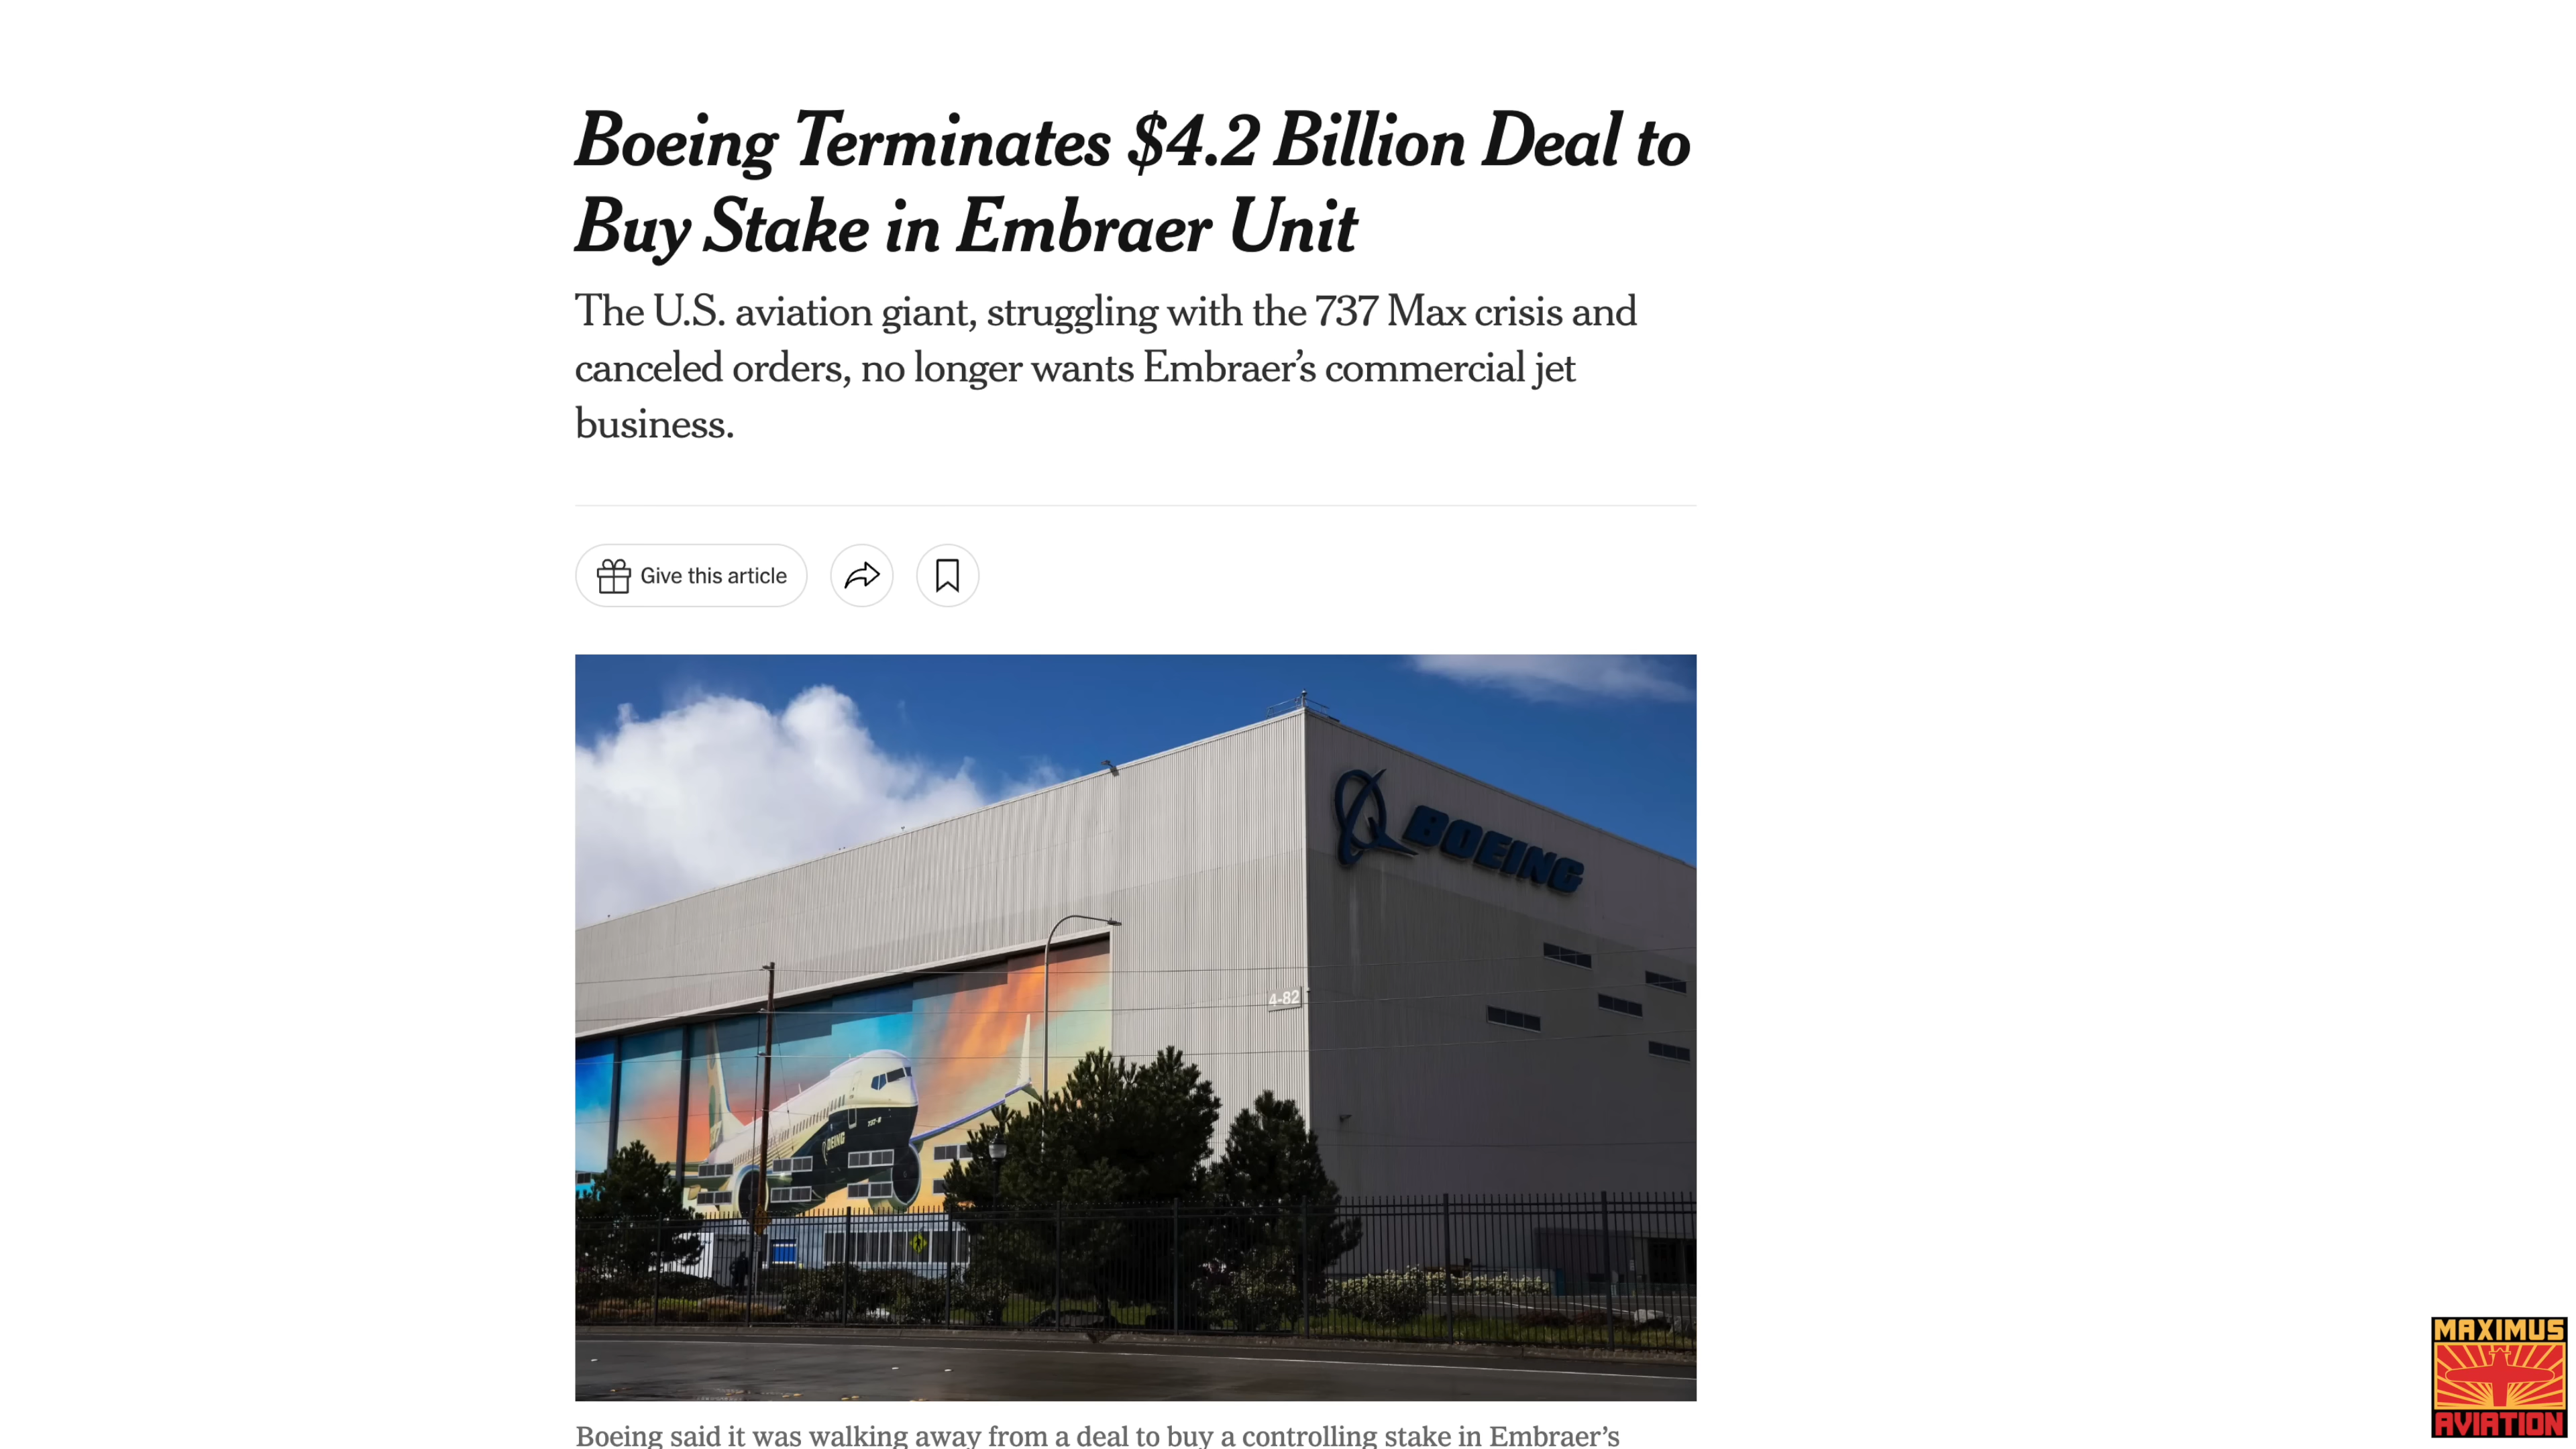 Boeing Terminates $4.2 Billion Deal to
Buy Stake in Embraer Unit
The U.S. aviation giant, struggling with the 737 Max crisis and
canceled orders, no longer wants Embraer’s commercial jet
business.
Give this article
BOEING
4-82
BOEING
Boeing said it was walking away from a deal to buy a controlling stake in Embraer’s
MAXIMUS
AVIATION